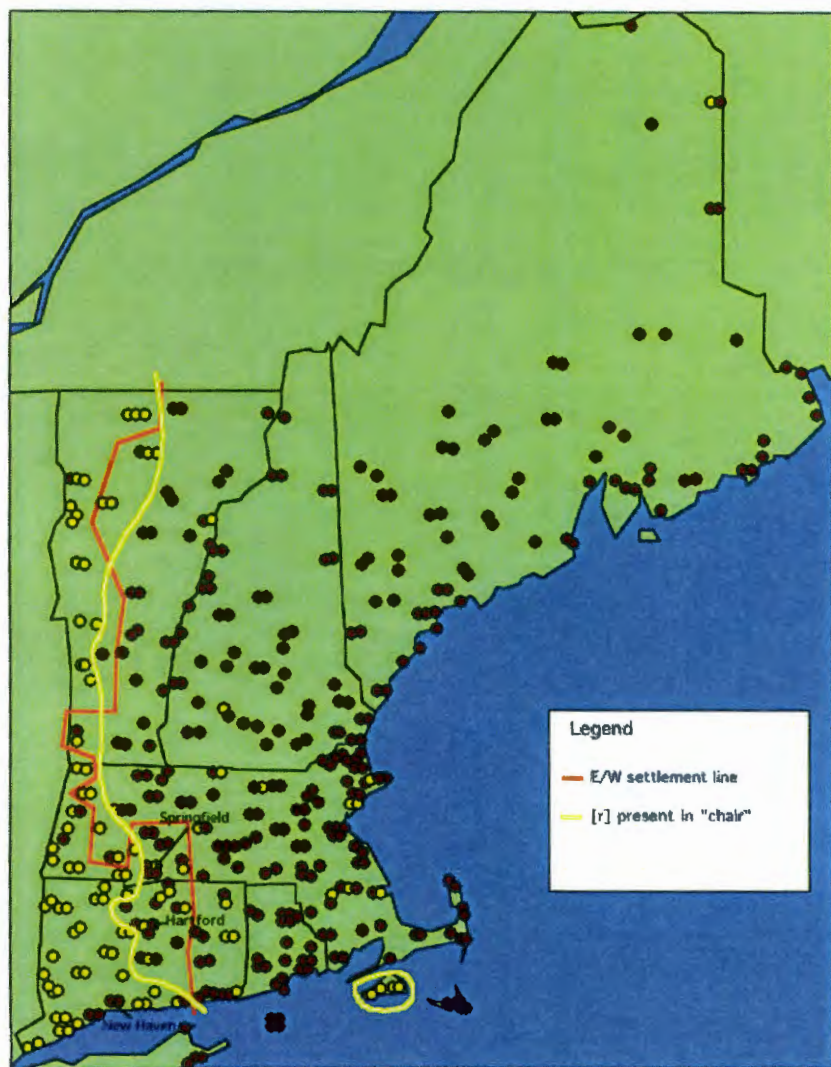 Legend
E/W settlement line
[r] present in "chair"
Springfield
Hartford
New Haven